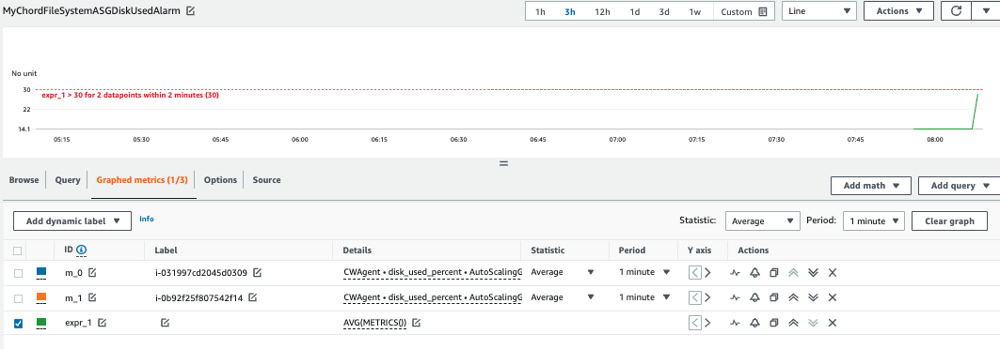 MyChordFileSystemASGDiskUsedAlarm
1h 3h 12h 1d 3d 1w Custom Line Actions
No unit
30
expr_1 > 30 for 2 datapoints within 2 minutes (30)
22
14.1
05:15 05:30 05:45 06:00 06:15 06:30 06:45 07:00 07:15 07:30 07:45 08:00
Browse Query Graphed metrics (1/3) Options Source Add math Add query
Add dynamic label Info Statistic: Average Period: 1 minute Clear graph
ID Label Details Statistic Period Y axis Actions
m_0 i-031997cd2045d0309 CWAgent • disk_used_percent • AutoScalingG Average 1 minute
m_1 i-0b92f25f807542f14 CWAgent • disk_used_percent • AutoScalingG Average 1 minute
expr_1 AVG(METRICS())